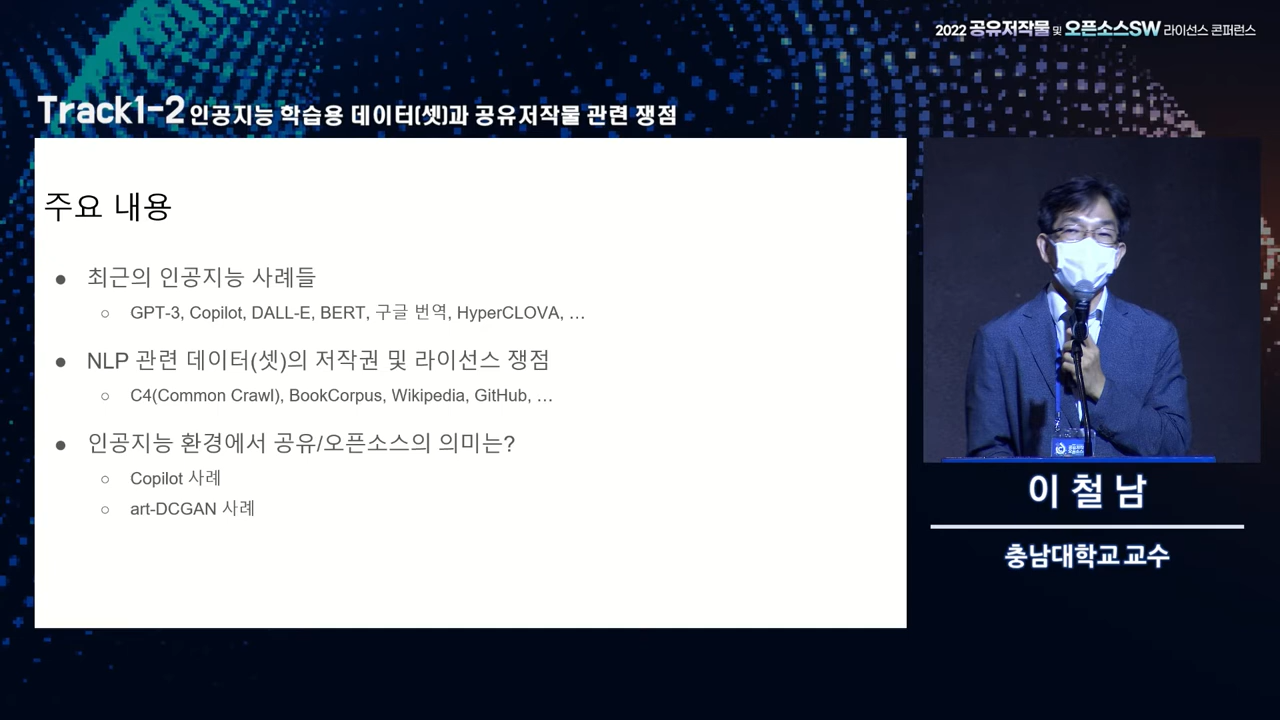 2022 공유저작물 및 오픈소스SW 라이선스 콘퍼런스
Track1-2 인공지능 학습용 데이터(셋)과 공유저작물 관련 쟁점
주요 내용
● 최근의 인공지능 사례들
○ GPT-3, Copilot, DALL-E, BERT, 구글 번역, HyperCLOVA, …
● NLP 관련 데이터(셋)의 저작권 및 라이선스 쟁점
○ C4(Common Crawl), BookCorpus, Wikipedia, GitHub, …
● 인공지능 환경에서 공유/오픈소스의 의미는?
○ Copilot 사례
○ art-DCGAN 사례
이 철 남
충남대학교 교수